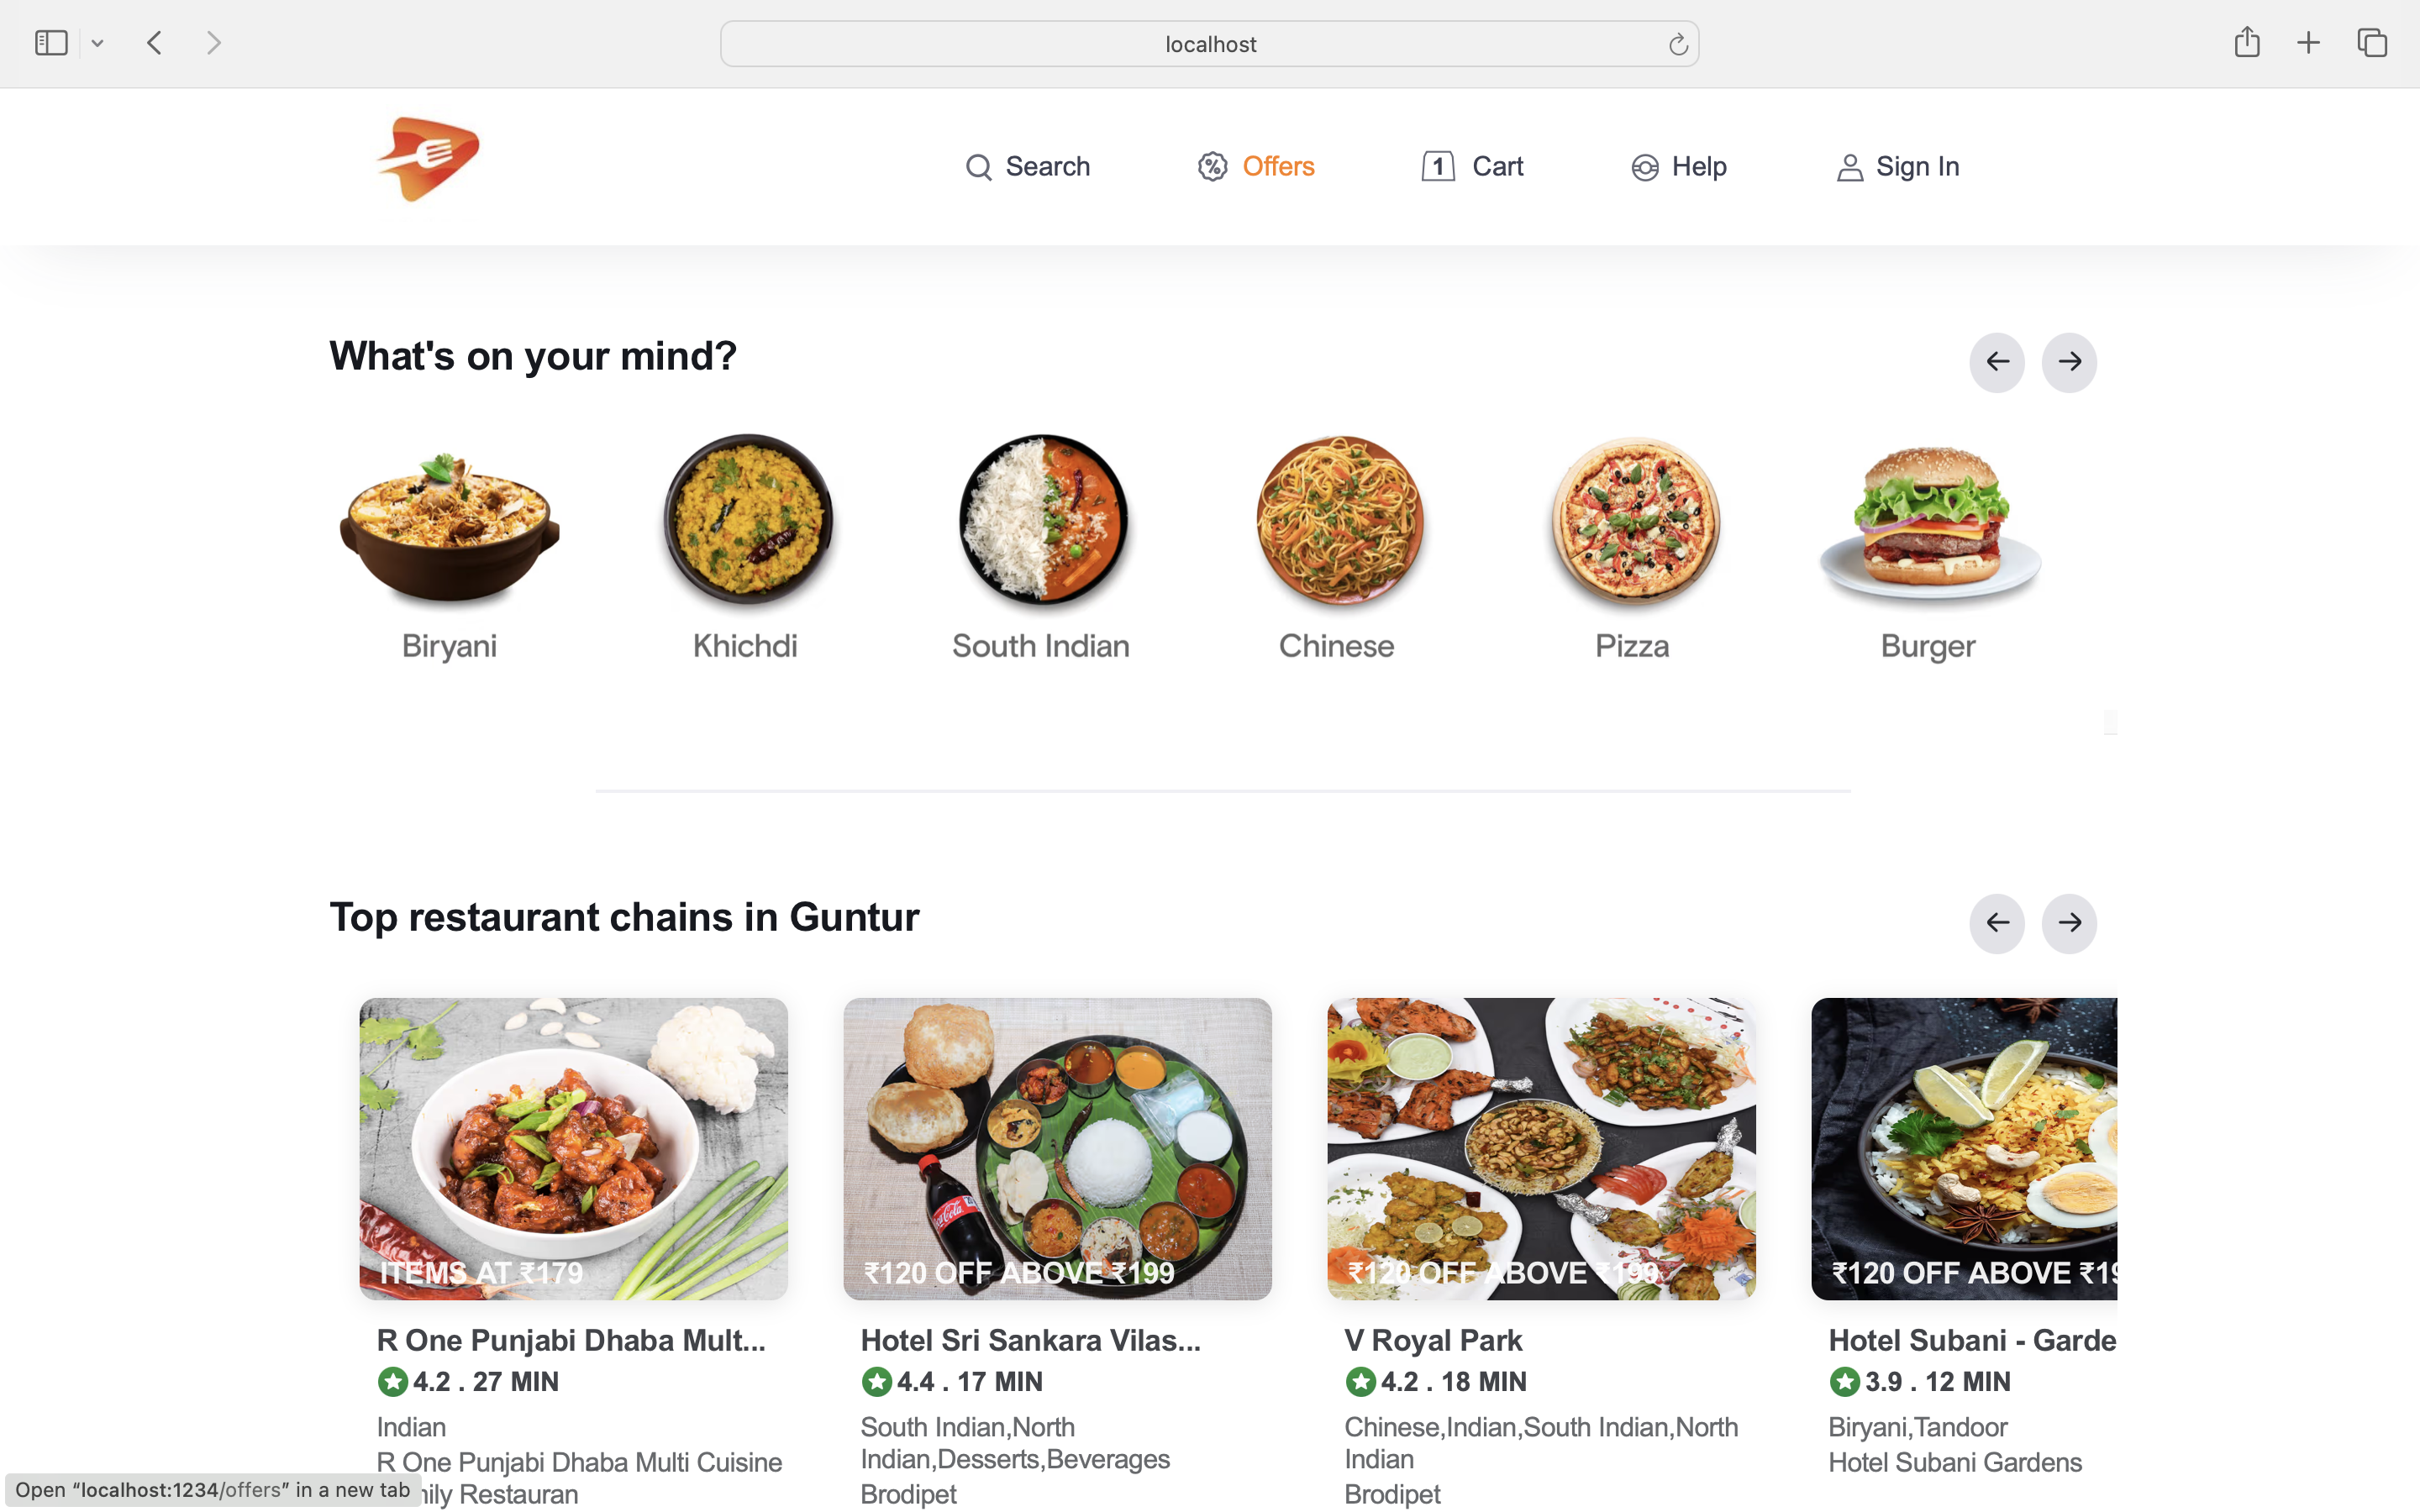 localhost
Search
Offers
1 Cart
Help
Sign In
What's on your mind?
Biryani
Khichdi
South Indian
Chinese
Pizza
Burger
Top restaurant chains in Guntur
ITEMS AT ₹179
R One Punjabi Dhaba Mult...
4.2 . 27 MIN
Indian
R One Punjabi Dhaba Multi Cuisine
nily Restauran
Coca-Cola
₹120 OFF ABOVE ₹199
Hotel Sri Sankara Vilas...
4.4 . 17 MIN
South Indian,North
Indian,Desserts,Beverages
Brodipet
₹120 OFF ABOVE ₹199
V Royal Park
4.2 . 18 MIN
Chinese,Indian,South Indian,North
Indian
Brodipet
₹120 OFF ABOVE ₹19
Hotel Subani - Garde
3.9 . 12 MIN
Biryani,Tandoor
Hotel Subani Gardens
Open “localhost:1234/offers” in a new tab